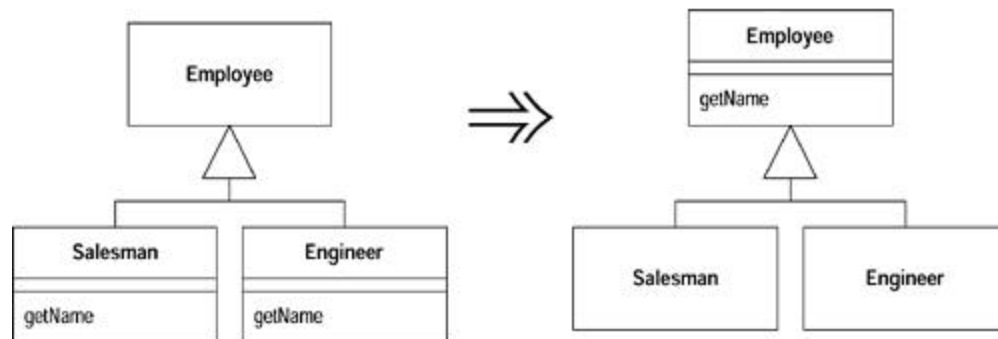 Employee
Salesman
getName
Engineer
getName
Employee
getName
Salesman
Engineer